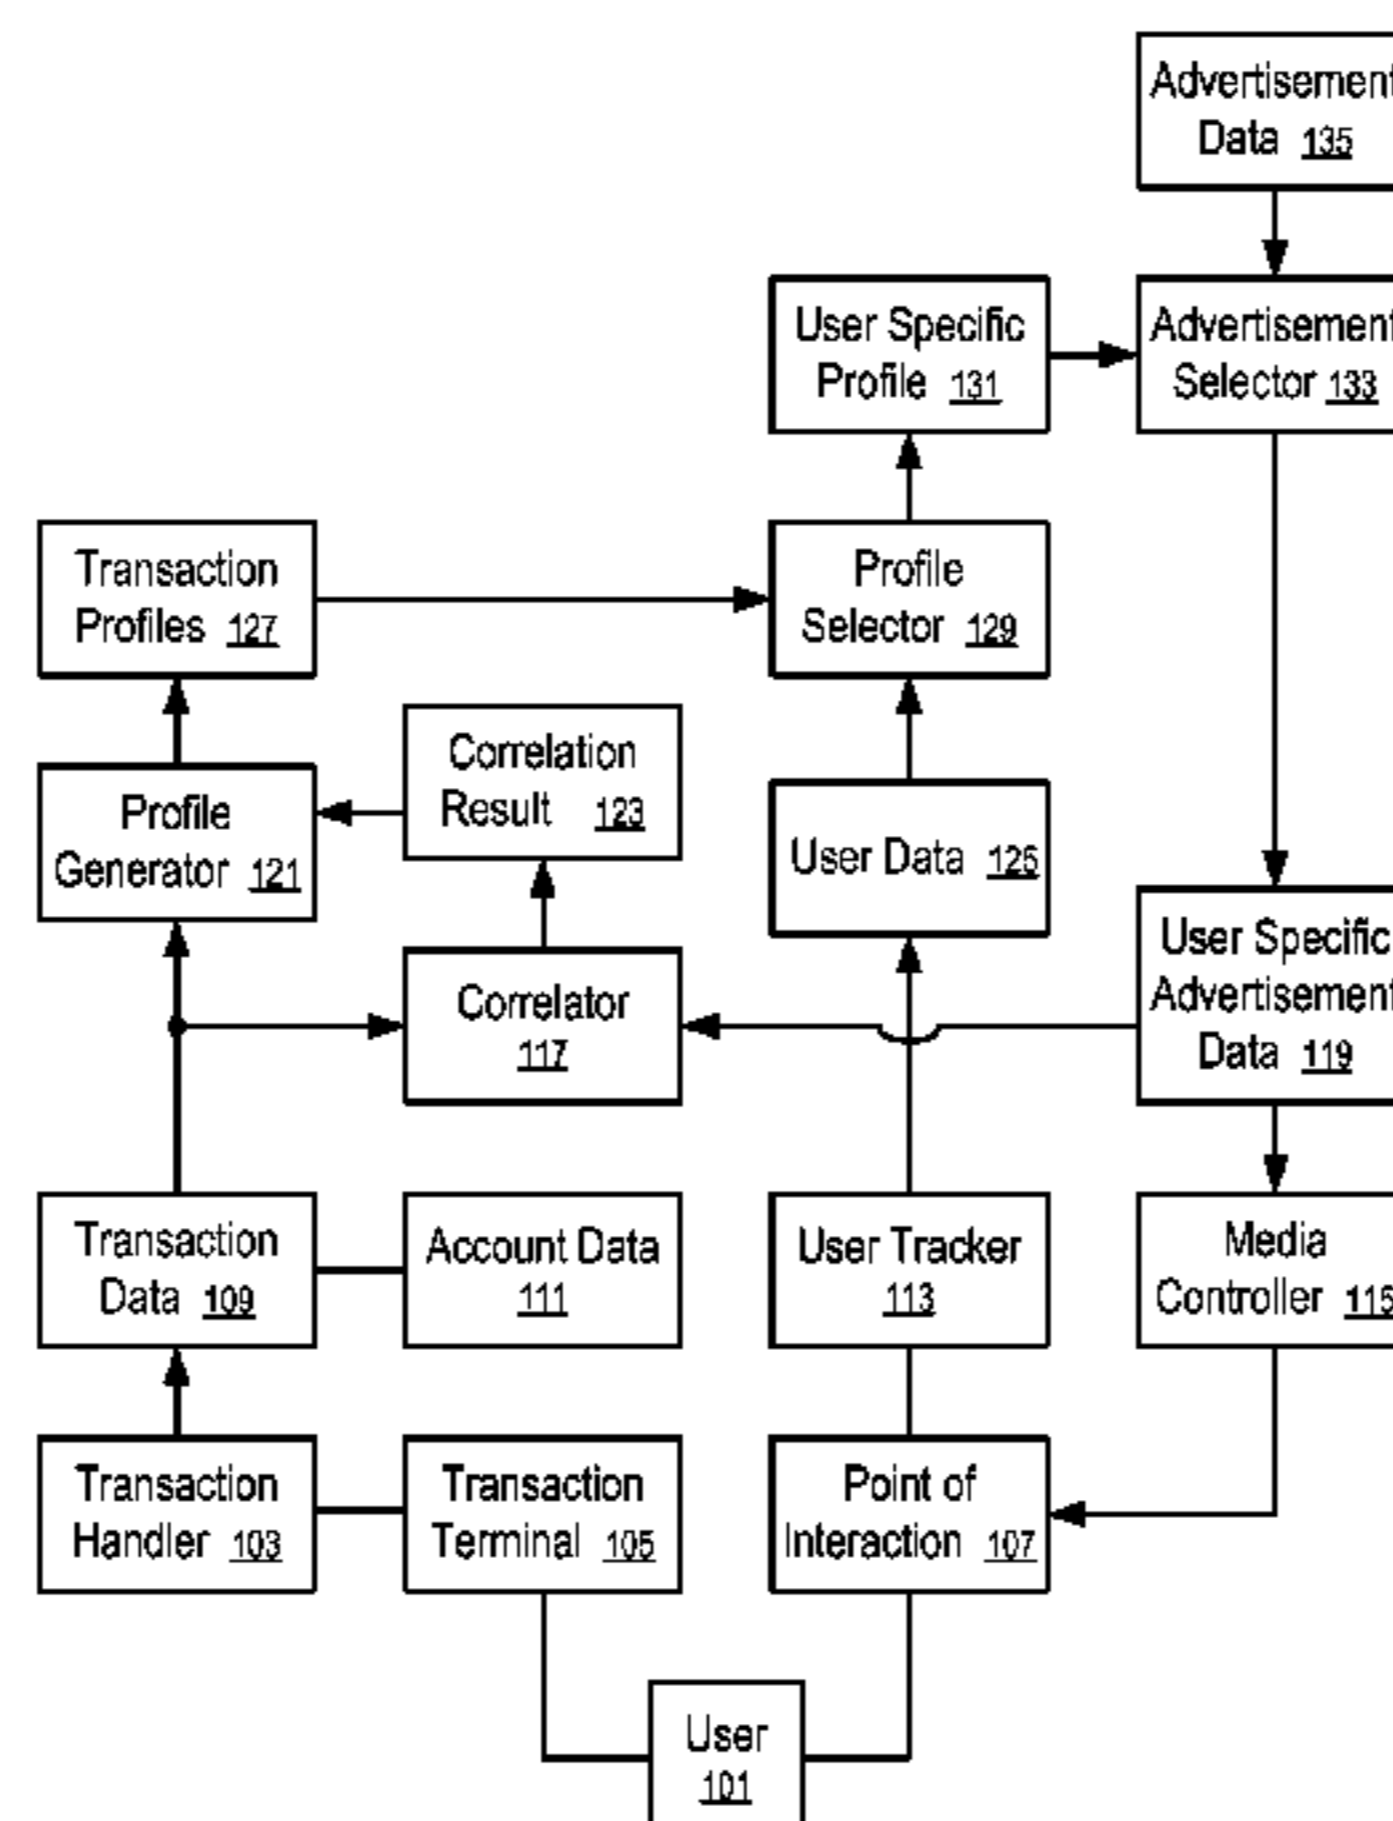 Advertisement
Data 135
User Specific
Profile 131
Advertisement
Selector 133
Transaction
Profiles 127
Profile
Selector 129
Correlation
Result 123
Profile
Generator 121
User Data 125
Correlator
117
User Specific
Advertisement
Data 119
Transaction
Data 109
Account Data
111
User Tracker
113
Media
Controller 115
Transaction
Handler 103
Transaction
Terminal 105
Point of
Interaction 107
User
101